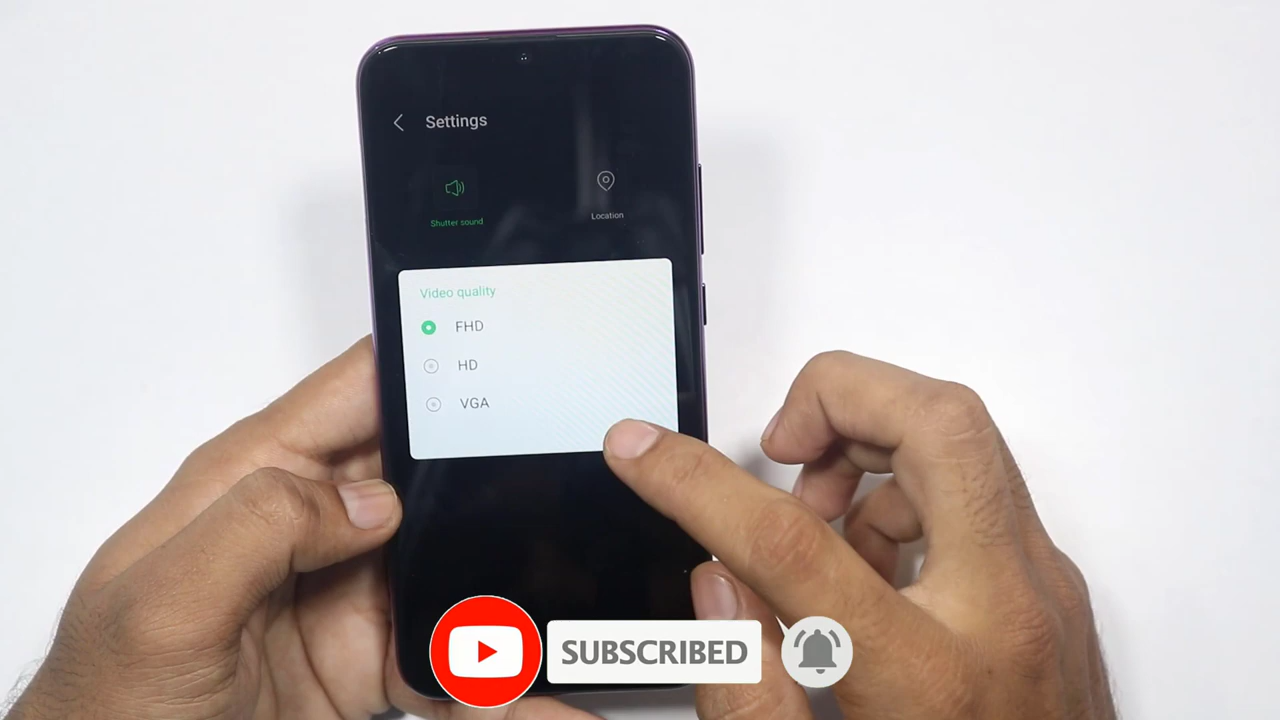 Settings
Shutter sound
Location
Video quality
FHD
HD
VGA
SUBSCRIBED